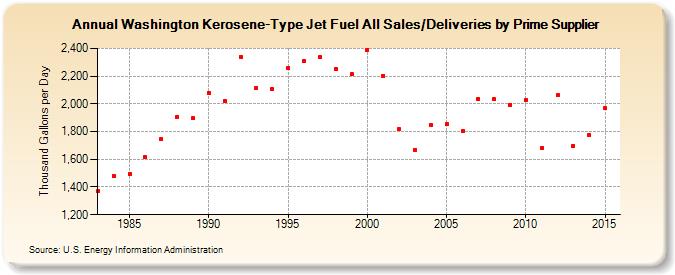 Annual Washington Kerosene-Type Jet Fuel All Sales/Deliveries by Prime Supplier
Thousand Gallons per Day
2,400
2,200
2,000
1,800
1,600
1,400
1,200
1985 1990 1995 2000 2005 2010 2015
Source: U.S. Energy Information Administration